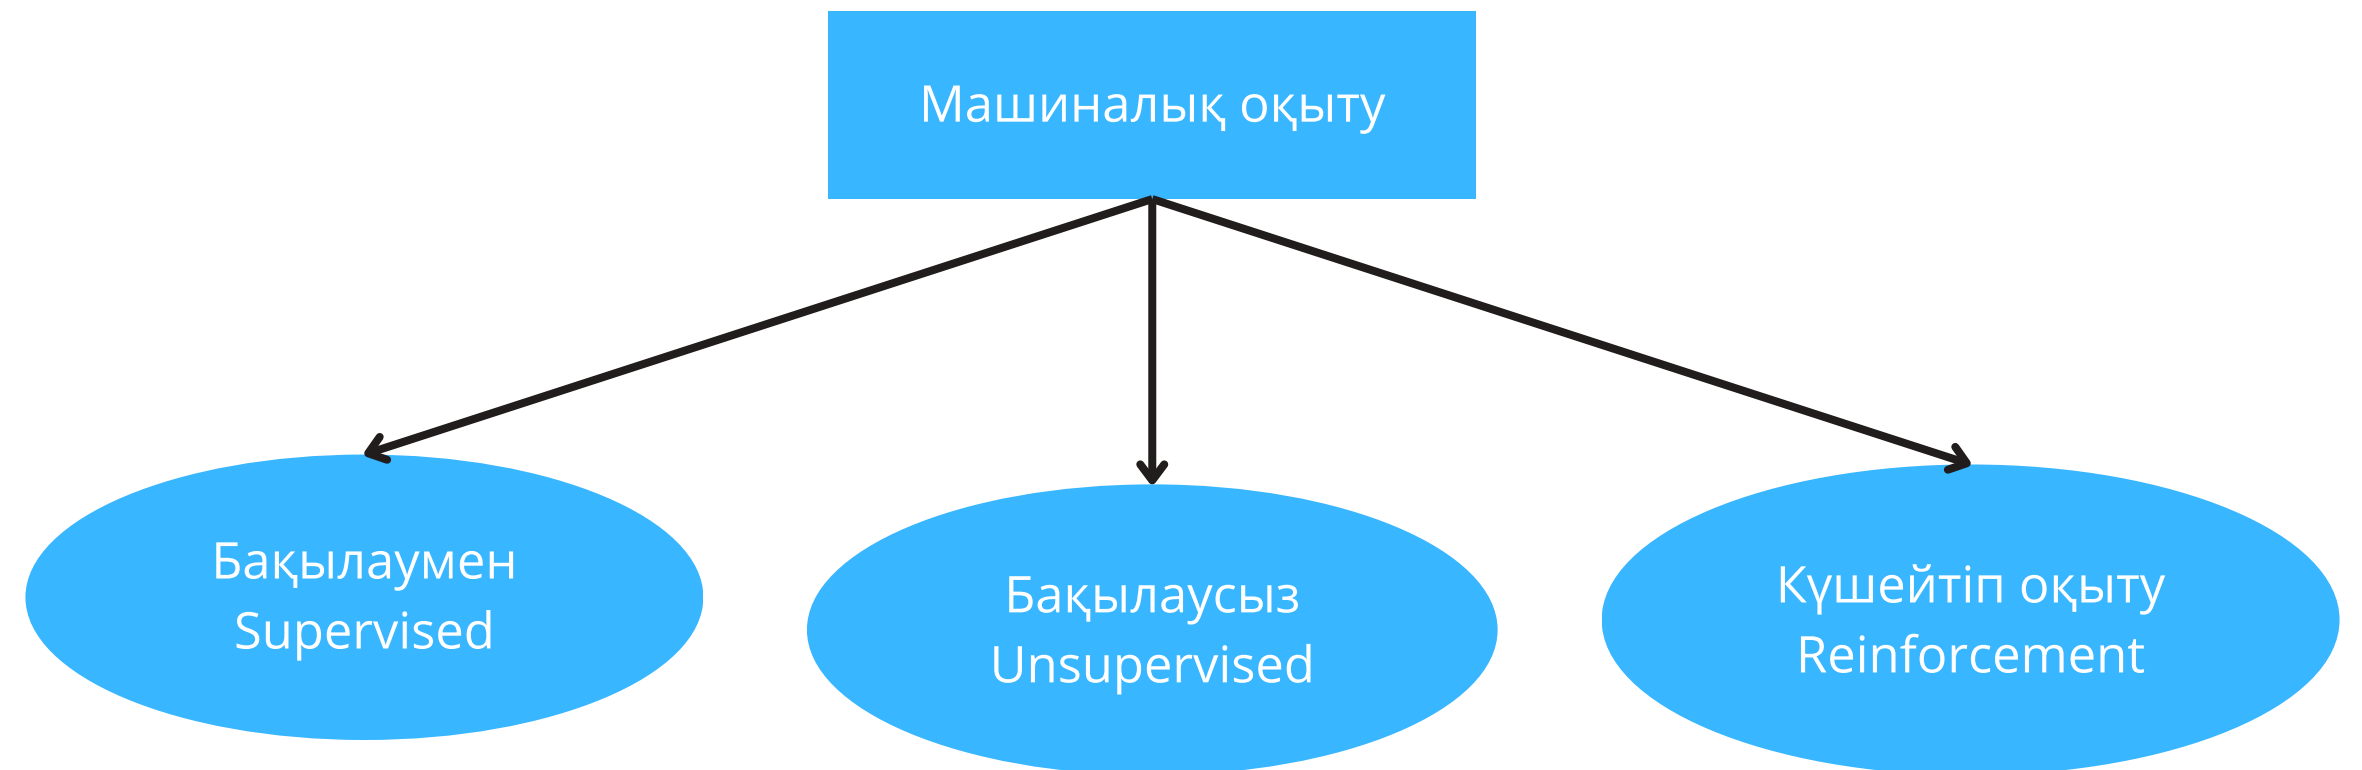 Машиналық оқыту
Бақылаумен
Supervised
Бақылаусыз
Unsupervised
Күшейтіп оқыту
Reinforcement